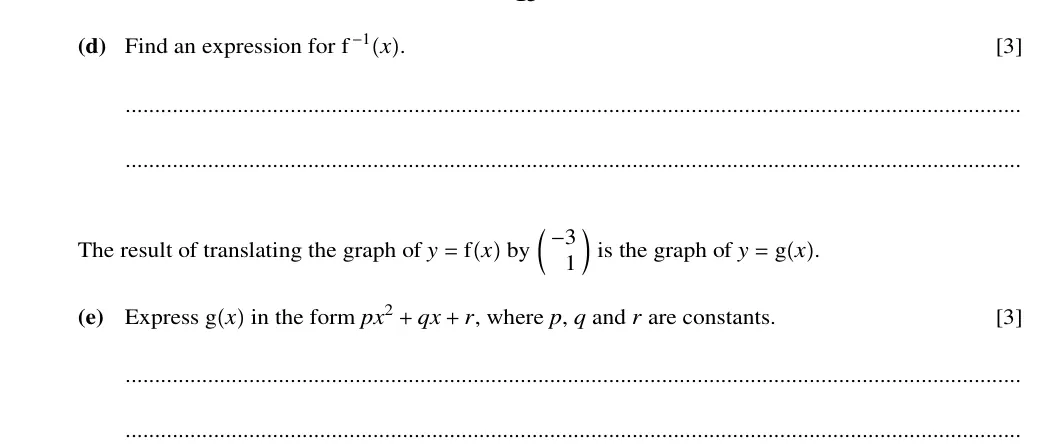 (d) Find an expression for f⁻¹(x). [3]
The result of translating the graph of y = f(x) by (−3 1) is the graph of y = g(x).
(e) Express g(x) in the form px² + qx + r, where p, q and r are constants. [3]